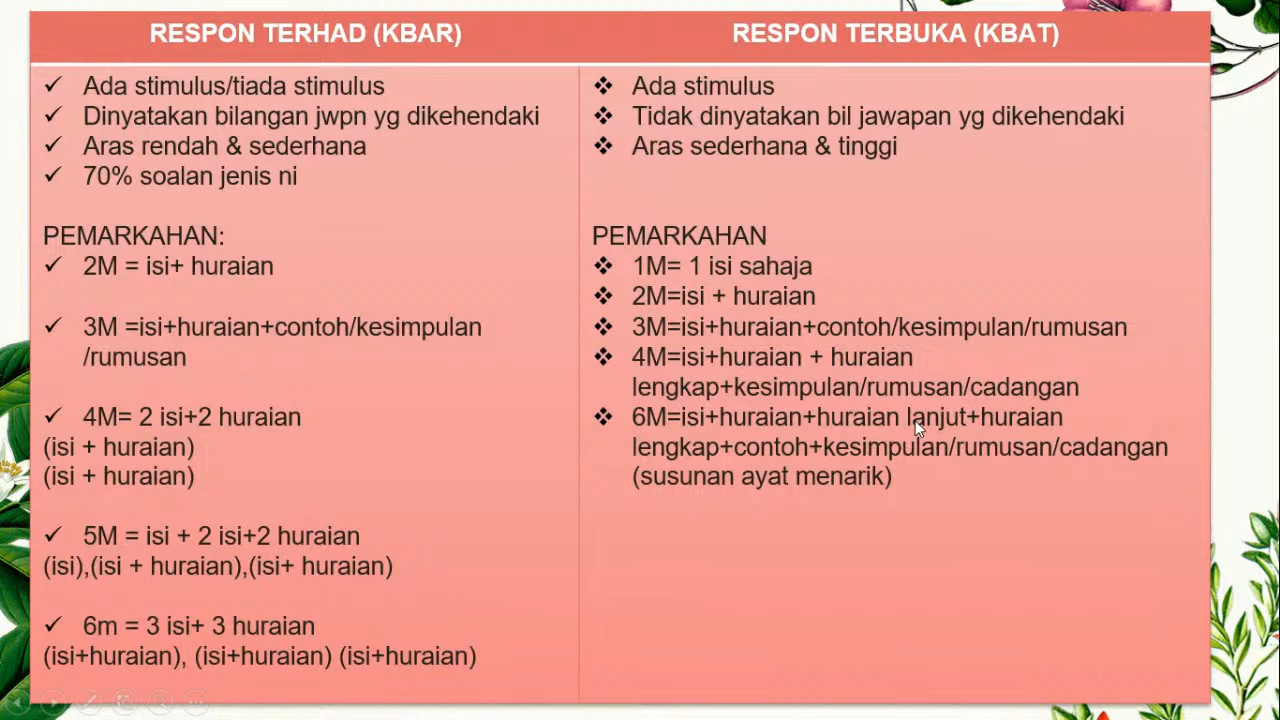 RESPON TERHAD (KBAR)
✓ Ada stimulus/tiada stimulus
✓ Dinyatakan bilangan jwpn yg dikehendaki
✓ Aras rendah & sederhana
✓ 70% soalan jenis ni
PEMARKAHAN:
✓ 2M = isi+ huraian
✓ 3M =isi+huraian+contoh/kesimpulan
/rumusan
✓ 4M= 2 isi+2 huraian
(isi + huraian)
(isi + huraian)
✓ 5M = isi + 2 isi+2 huraian
(isi),(isi + huraian),(isi+ huraian)
✓ 6m = 3 isi+ 3 huraian
(isi+huraian), (isi+huraian) (isi+huraian)
RESPON TERBUKA (KBAT)
❖ Ada stimulus
❖ Tidak dinyatakan bil jawapan yg dikehendaki
❖ Aras sederhana & tinggi
PEMARKAHAN
❖ 1M= 1 isi sahaja
❖ 2M=isi + huraian
❖ 3M=isi+huraian+contoh/kesimpulan/rumusan
❖ 4M=isi+huraian + huraian
lengkap+kesimpulan/rumusan/cadangan
❖ 6M=isi+huraian+huraian lanjut+huraian
lengkap+contoh+kesimpulan/rumusan/cadangan
(susunan ayat menarik)